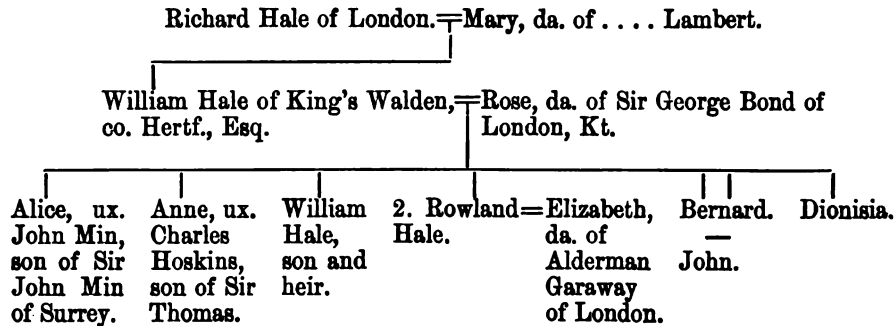 Richard Hale of London.=Mary, da. of .... Lambert.
William Hale of King's Walden,=Rose, da. of Sir George Bond of
co. Hertf., Esq. London, Kt.
Alice, ux. Anne, ux. William 2. Rowland=Elizabeth, Bernard. Dionisia.
John Min, Charles Hale, Hale. da. of —
son of Sir Hoskins, son and Alderman John.
John Min son of Sir heir. Garaway
of Surrey. Thomas. of London.